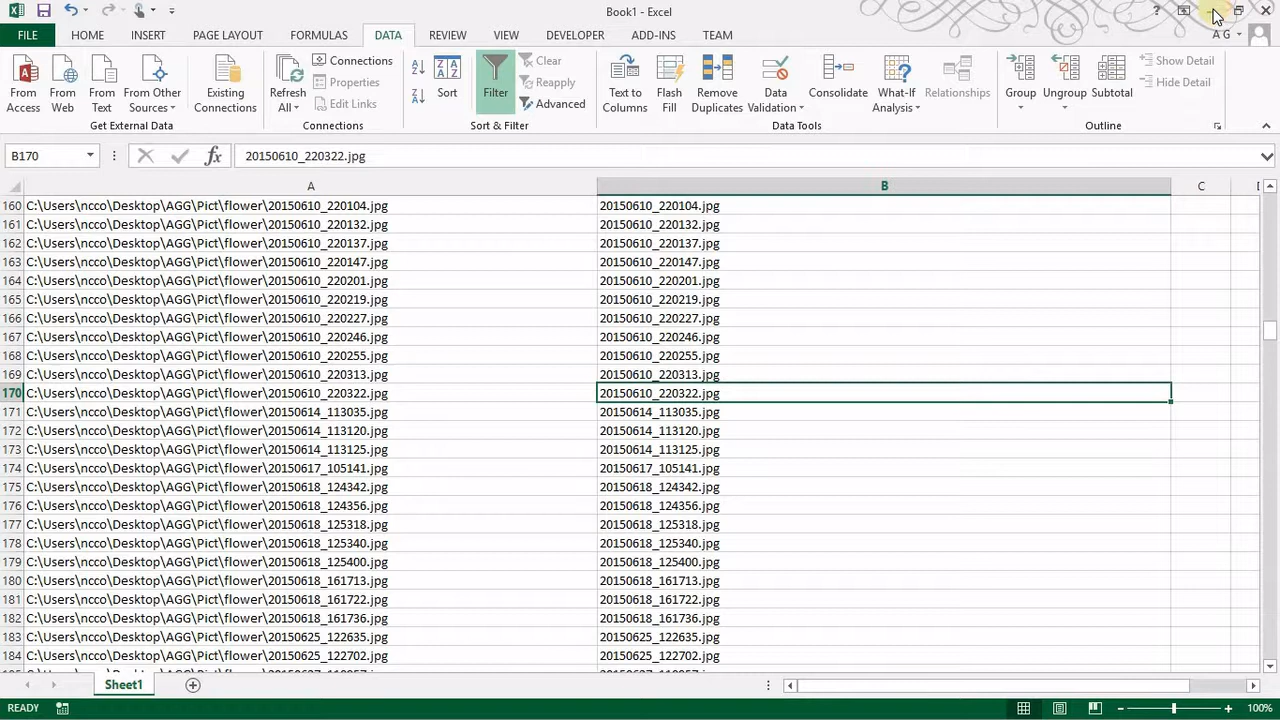 Book1 - Excel
?
FILE HOME INSERT PAGE LAYOUT FORMULAS DATA REVIEW VIEW DEVELOPER ADD-INS TEAM A G
From Access
From Web
From Text
From Other Sources
Existing Connections
Get External Data
Refresh All
Connections
Properties
Edit Links
Connections
Sort
Filter
Clear
Reapply
Advanced
Sort & Filter
Text to Columns
Flash Fill
Remove Duplicates
Data Validation
Consolidate
What-If Analysis
Relationships
Data Tools
Group
Ungroup
Subtotal
Show Detail
Hide Detail
Outline
B170 fx 20150610_220322.jpg
A B C
160 C:\Users\ncco\Desktop\AGG\Pict\flower\20150610_220104.jpg 20150610_220104.jpg
161 C:\Users\ncco\Desktop\AGG\Pict\flower\20150610_220132.jpg 20150610_220132.jpg
162 C:\Users\ncco\Desktop\AGG\Pict\flower\20150610_220137.jpg 20150610_220137.jpg
163 C:\Users\ncco\Desktop\AGG\Pict\flower\20150610_220147.jpg 20150610_220147.jpg
164 C:\Users\ncco\Desktop\AGG\Pict\flower\20150610_220201.jpg 20150610_220201.jpg
165 C:\Users\ncco\Desktop\AGG\Pict\flower\20150610_220219.jpg 20150610_220219.jpg
166 C:\Users\ncco\Desktop\AGG\Pict\flower\20150610_220227.jpg 20150610_220227.jpg
167 C:\Users\ncco\Desktop\AGG\Pict\flower\20150610_220246.jpg 20150610_220246.jpg
168 C:\Users\ncco\Desktop\AGG\Pict\flower\20150610_220255.jpg 20150610_220255.jpg
169 C:\Users\ncco\Desktop\AGG\Pict\flower\20150610_220313.jpg 20150610_220313.jpg
170 C:\Users\ncco\Desktop\AGG\Pict\flower\20150610_220322.jpg 20150610_220322.jpg
171 C:\Users\ncco\Desktop\AGG\Pict\flower\20150614_113035.jpg 20150614_113035.jpg
172 C:\Users\ncco\Desktop\AGG\Pict\flower\20150614_113120.jpg 20150614_113120.jpg
173 C:\Users\ncco\Desktop\AGG\Pict\flower\20150614_113125.jpg 20150614_113125.jpg
174 C:\Users\ncco\Desktop\AGG\Pict\flower\20150617_105141.jpg 20150617_105141.jpg
175 C:\Users\ncco\Desktop\AGG\Pict\flower\20150618_124342.jpg 20150618_124342.jpg
176 C:\Users\ncco\Desktop\AGG\Pict\flower\20150618_124356.jpg 20150618_124356.jpg
177 C:\Users\ncco\Desktop\AGG\Pict\flower\20150618_125318.jpg 20150618_125318.jpg
178 C:\Users\ncco\Desktop\AGG\Pict\flower\20150618_125340.jpg 20150618_125340.jpg
179 C:\Users\ncco\Desktop\AGG\Pict\flower\20150618_125400.jpg 20150618_125400.jpg
180 C:\Users\ncco\Desktop\AGG\Pict\flower\20150618_161713.jpg 20150618_161713.jpg
181 C:\Users\ncco\Desktop\AGG\Pict\flower\20150618_161722.jpg 20150618_161722.jpg
182 C:\Users\ncco\Desktop\AGG\Pict\flower\20150618_161736.jpg 20150618_161736.jpg
183 C:\Users\ncco\Desktop\AGG\Pict\flower\20150625_122635.jpg 20150625_122635.jpg
184 C:\Users\ncco\Desktop\AGG\Pict\flower\20150625_122702.jpg 20150625_122702.jpg
Sheet1
READY 100%